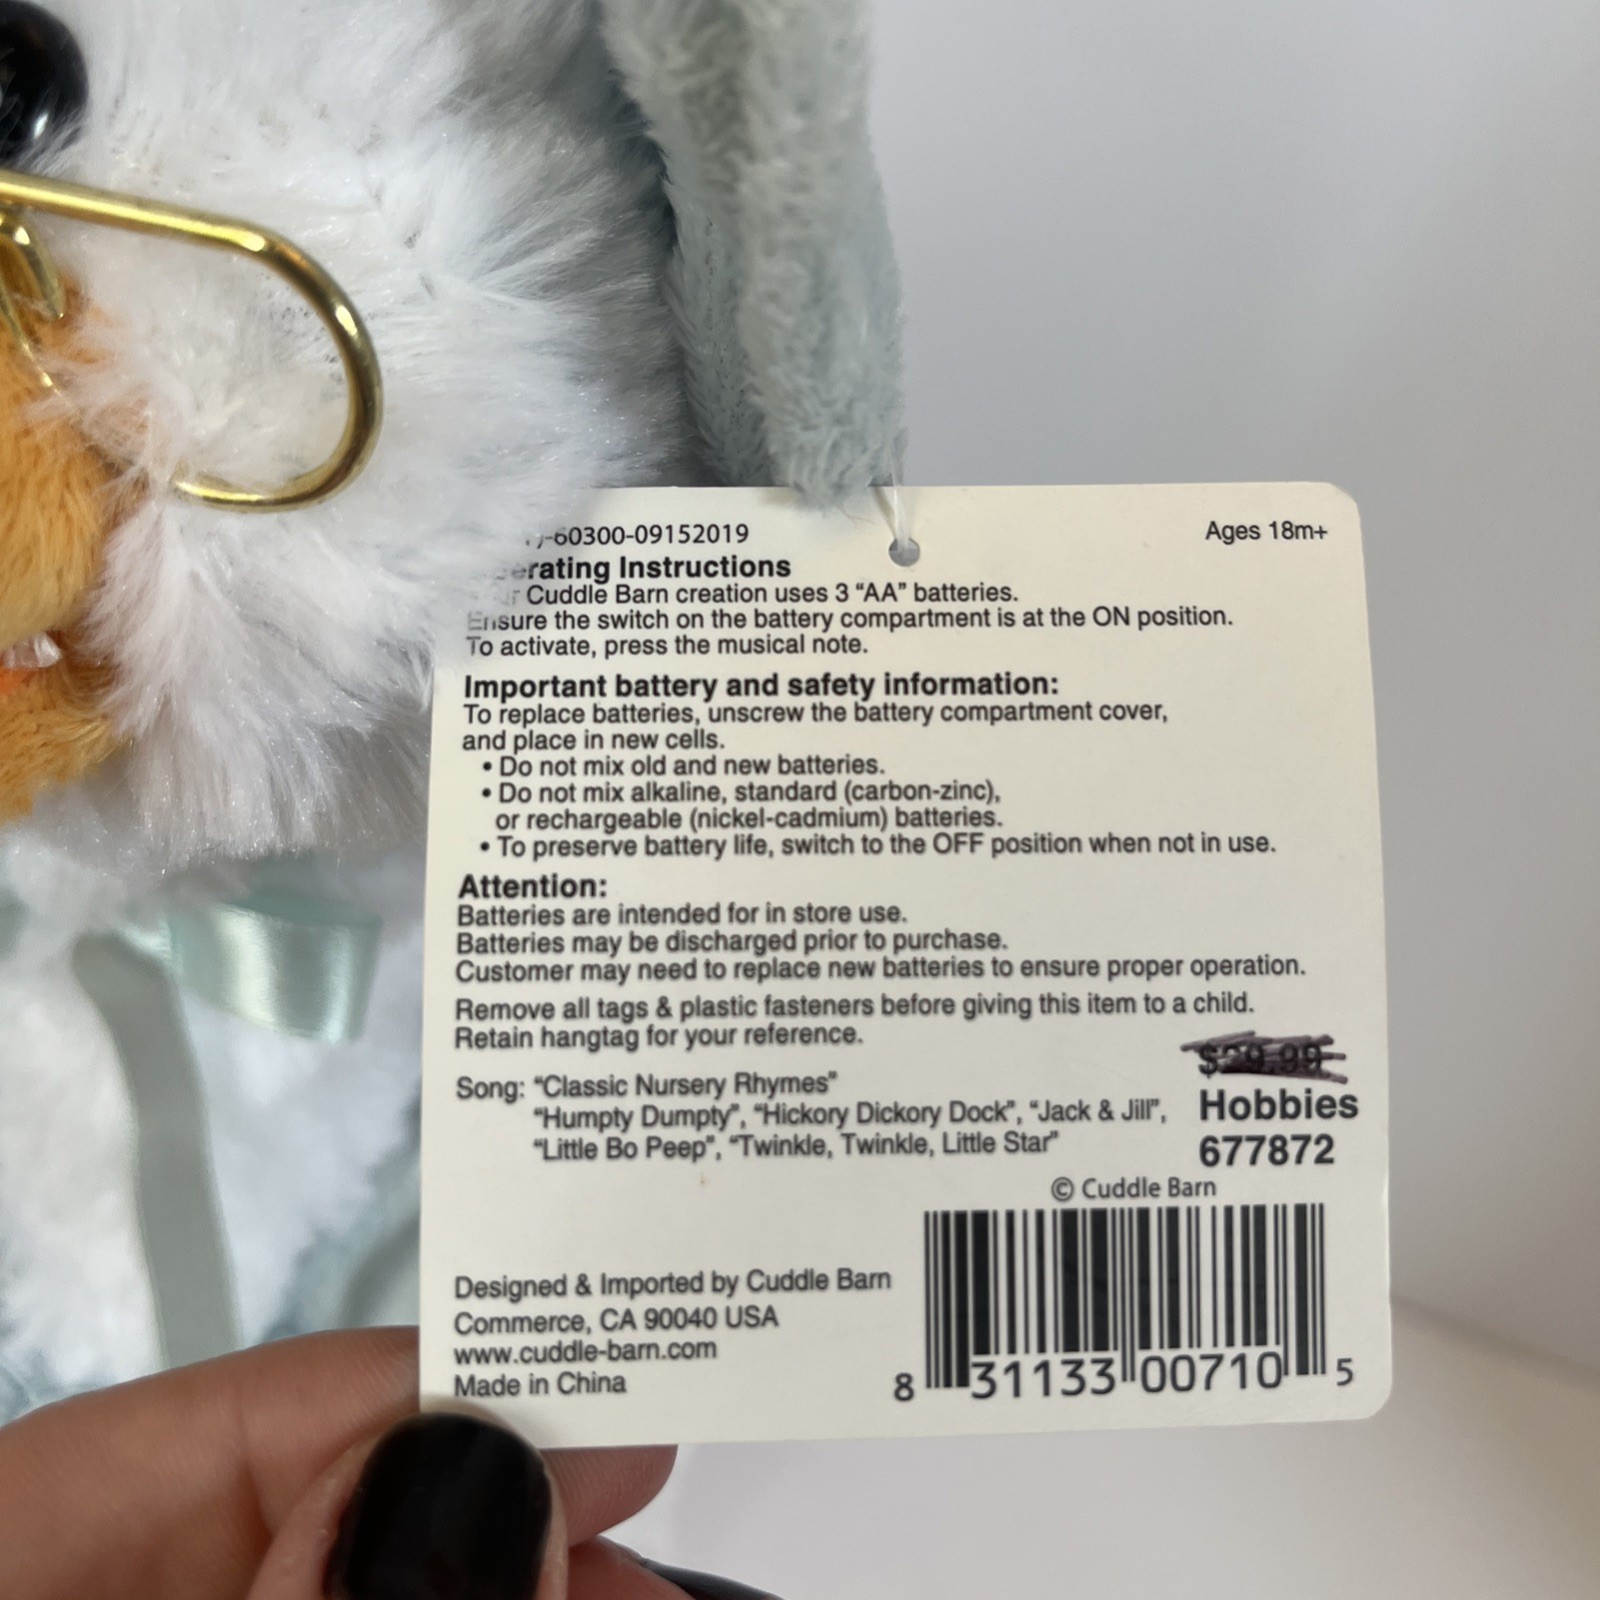 -60300-09152019
Ages 18m+
erating Instructions
Cuddle Barn creation uses 3 “AA” batteries.
Ensure the switch on the battery compartment is at the ON position.
To activate, press the musical note.
Important battery and safety information:
To replace batteries, unscrew the battery compartment cover,
and place in new cells.
• Do not mix old and new batteries.
• Do not mix alkaline, standard (carbon-zinc),
or rechargeable (nickel-cadmium) batteries.
• To preserve battery life, switch to the OFF position when not in use.
Attention:
Batteries are intended for in store use.
Batteries may be discharged prior to purchase.
Customer may need to replace new batteries to ensure proper operation.
Remove all tags & plastic fasteners before giving this item to a child.
Retain hangtag for your reference.
Song: “Classic Nursery Rhymes”
“Humpty Dumpty”, “Hickory Dickory Dock”, “Jack & Jill”,
“Little Bo Peep”, “Twinkle, Twinkle, Little Star”
Hobbies
677872
© Cuddle Barn
Designed & Imported by Cuddle Barn
Commerce, CA 90040 USA
www.cuddle-barn.com
Made in China
8 31133 00710 5